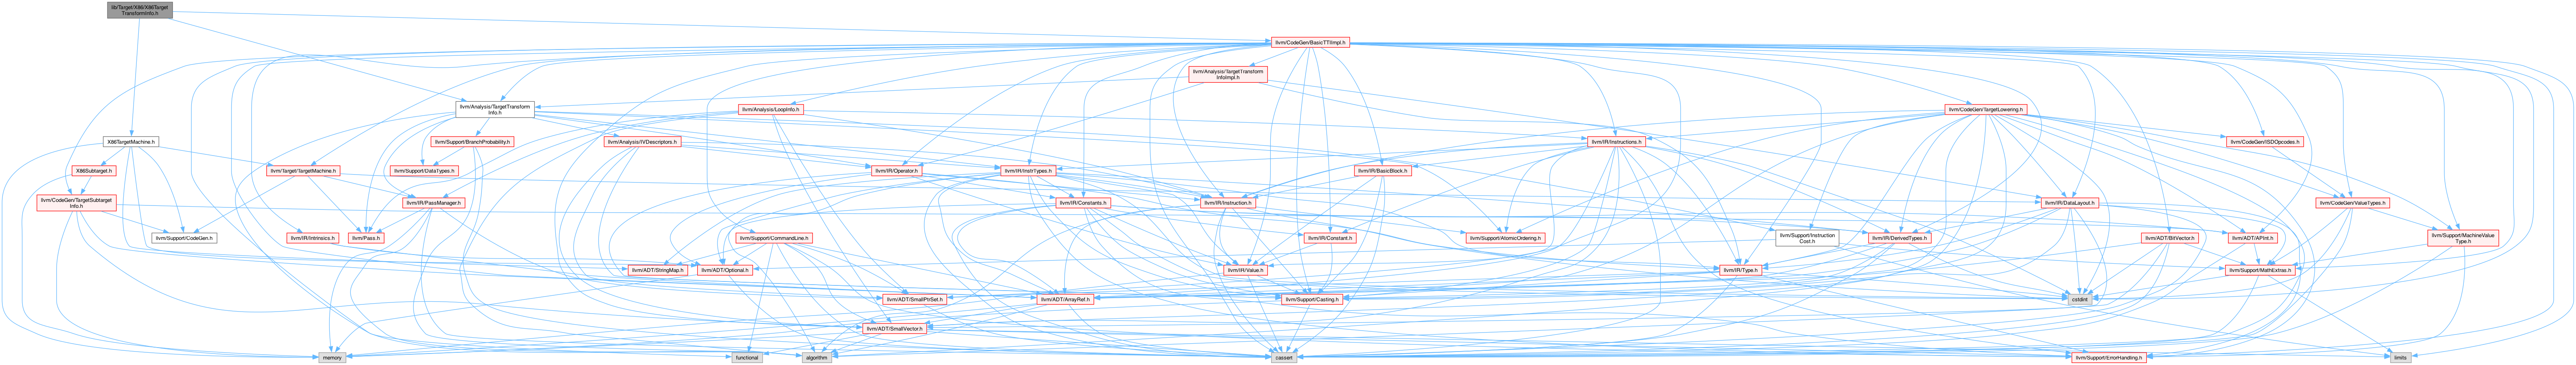 lib/Target/X86/X86Target
TransformInfo.h
llvm/CodeGen/BasicTTIImpl.h
llvm/Analysis/TargetTransform
InfoImpl.h
llvm/Analysis/TargetTransform
Info.h
llvm/Analysis/LoopInfo.h
llvm/CodeGen/TargetLowering.h
X86TargetMachine.h
llvm/Support/BranchProbability.h
llvm/Analysis/IVDescriptors.h
llvm/IR/Instructions.h
llvm/CodeGen/ISDOpcodes.h
X86Subtarget.h
llvm/Target/TargetMachine.h
llvm/Support/DataTypes.h
llvm/IR/Operator.h
llvm/IR/InstrTypes.h
llvm/IR/BasicBlock.h
llvm/CodeGen/TargetSubtarget
Info.h
llvm/IR/PassManager.h
llvm/IR/Constants.h
llvm/IR/Instruction.h
llvm/IR/DataLayout.h
llvm/CodeGen/ValueTypes.h
llvm/Support/CodeGen.h
llvm/IR/Intrinsics.h
llvm/Pass.h
llvm/Support/CommandLine.h
llvm/IR/Constant.h
llvm/Support/AtomicOrdering.h
llvm/Support/Instruction
Cost.h
llvm/IR/DerivedTypes.h
llvm/ADT/BitVector.h
llvm/ADT/APInt.h
llvm/Support/MachineValue
Type.h
llvm/ADT/StringMap.h
llvm/ADT/Optional.h
llvm/IR/Value.h
llvm/IR/Type.h
llvm/Support/MathExtras.h
llvm/ADT/SmallPtrSet.h
llvm/ADT/ArrayRef.h
llvm/Support/Casting.h
cstdint
llvm/ADT/SmallVector.h
memory
functional
algorithm
cassert
llvm/Support/ErrorHandling.h
limits